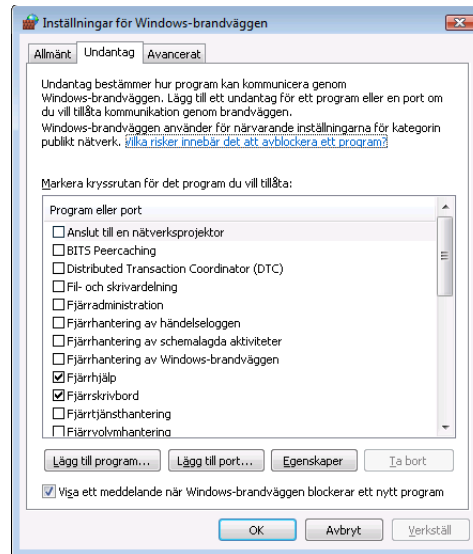 Inställningar för Windows-brandväggen
Allmänt Undantag Avancerat
Undantag bestämmer hur program kan kommunicera genom
Windows-brandväggen. Lägg till ett undantag för ett program eller en port om
du vill tillåta kommunikation genom brandväggen.
Windows-brandväggen använder för närvarande inställningarna för kategorin
publikt nätverk. Vilka risker innebär det att avblockera ett program?
Markera kryssrutan för det program du vill tillåta:
Program eller port
Anslut till en nätverksprojektor
BITS Peercaching
Distributed Transaction Coordinator (DTC)
Fil- och skrivardelning
Fjärradministration
Fjärrhantering av händelseloggen
Fjärrhantering av schemalagda aktiviteter
Fjärrhantering av Windows-brandväggen
Fjärrhjälp
Fjärrskrivbord
Fjärrtjänsthantering
Fjärrvolymhantering
Lägg till program... Lägg till port... Egenskaper Ta bort
Visa ett meddelande när Windows-brandväggen blockerar ett nytt program
OK Avbryt Verkställ